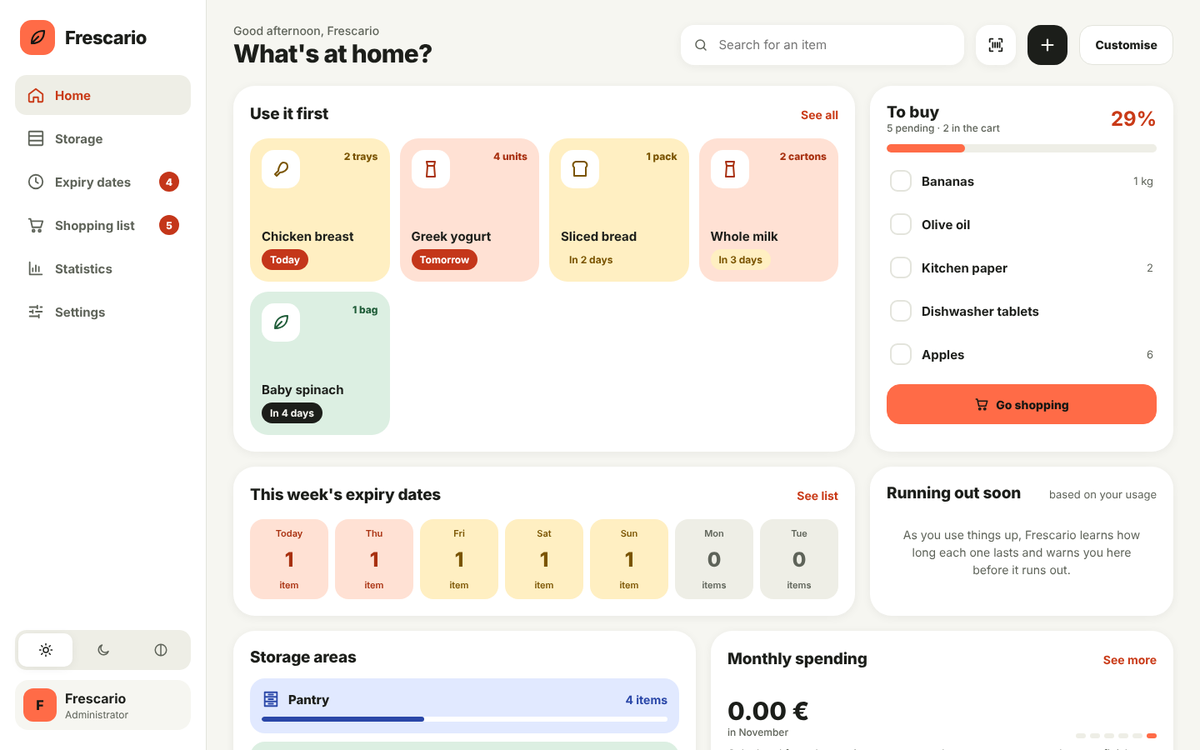 Frescario
Home
Storage
Expiry dates 4
Shopping list 5
Statistics
Settings
F
Frescario
Administrator
Good afternoon, Frescario
What's at home?
Search for an item
Customise
Use it first
See all
2 trays
Chicken breast
Today
4 units
Greek yogurt
Tomorrow
1 pack
Sliced bread
In 2 days
2 cartons
Whole milk
In 3 days
1 bag
Baby spinach
In 4 days
To buy
5 pending · 2 in the cart
29%
Bananas 1 kg
Olive oil
Kitchen paper 2
Dishwasher tablets
Apples 6
Go shopping
This week's expiry dates
See list
Today
1
item
Thu
1
item
Fri
1
item
Sat
1
item
Sun
1
item
Mon
0
items
Tue
0
items
Running out soon
based on your usage
As you use things up, Frescario learns how
long each one lasts and warns you here
before it runs out.
Storage areas
Pantry 4 items
Monthly spending
See more
0.00 €
in November